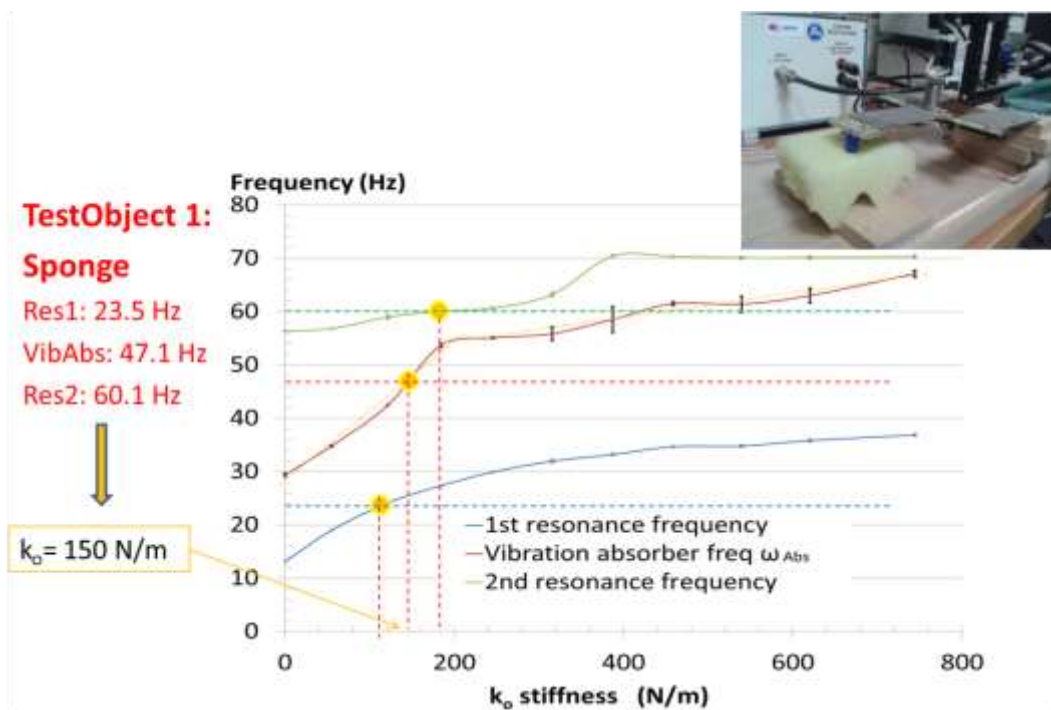 TestObject 1:
Sponge
Res1: 23.5 Hz
VibAbs: 47.1 Hz
Res2: 60.1 Hz
kₒ= 150 N/m
Frequency (Hz)
80
70
60
50
40
30
20
10
0
1st resonance frequency
Vibration absorber freq ω Abs
2nd resonance frequency
0 200 400 600 800
kₒ stiffness (N/m)